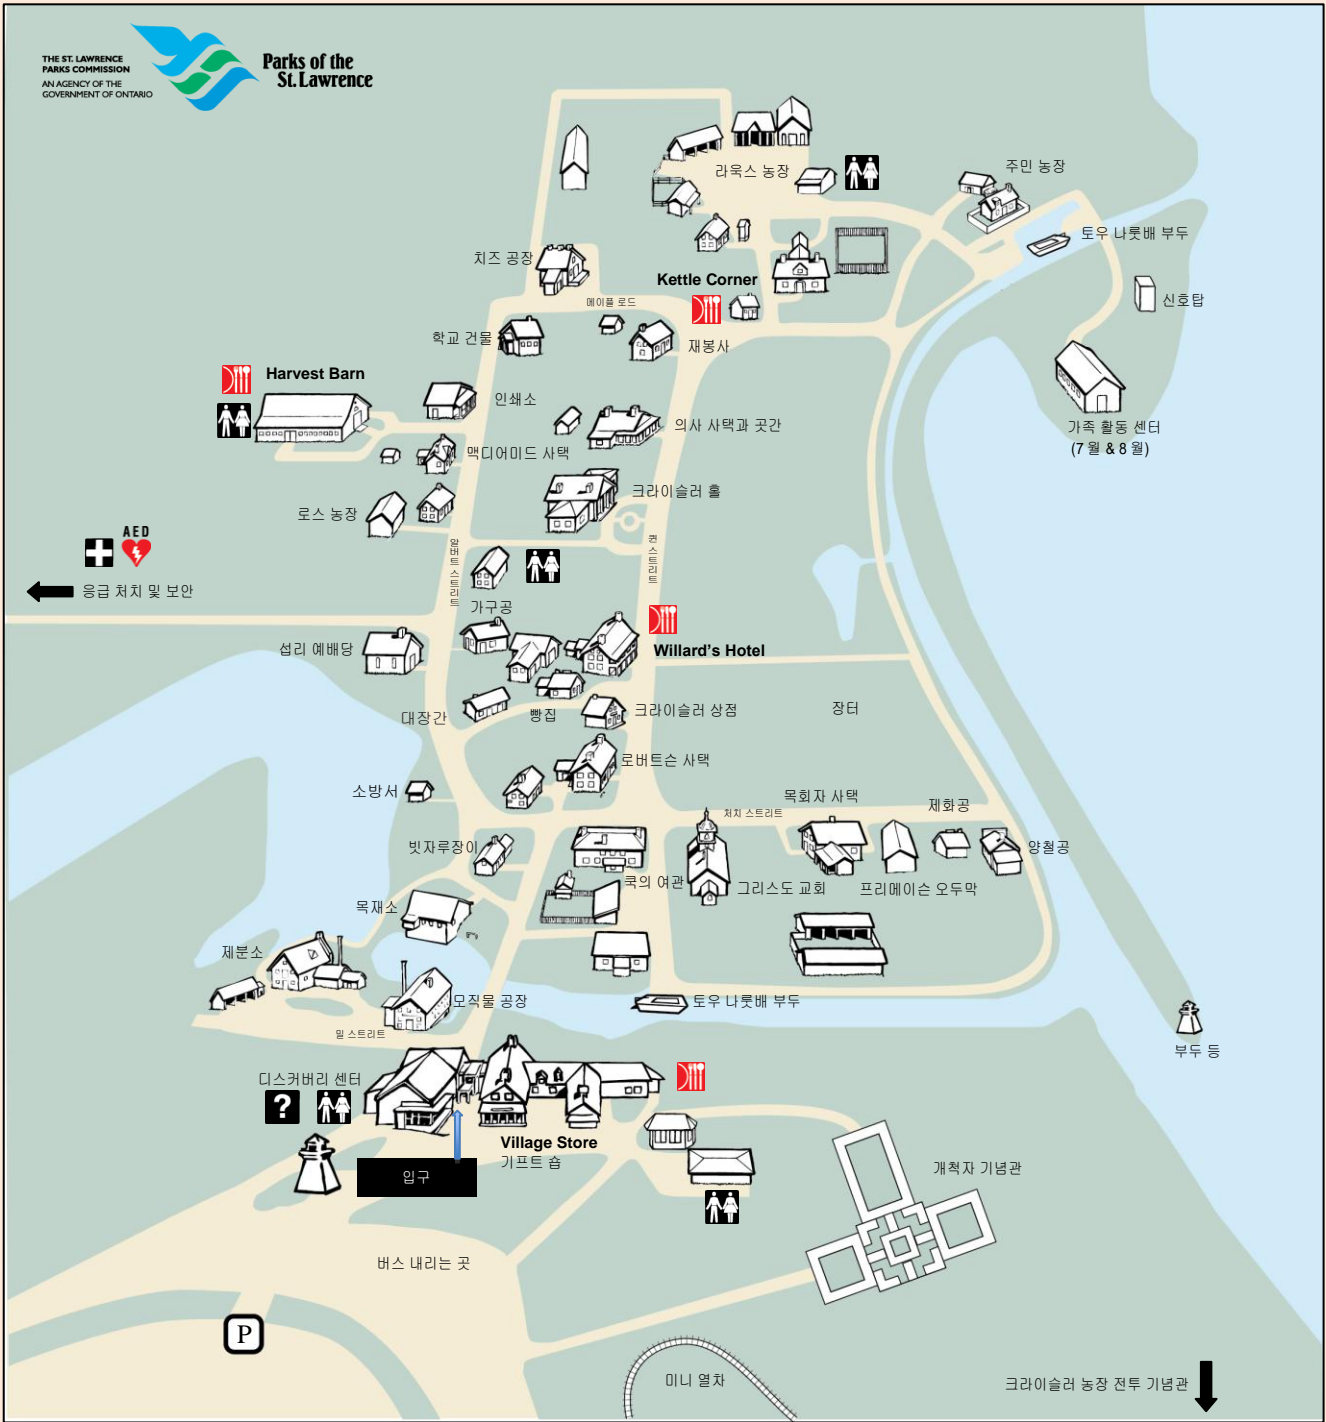 THE ST. LAWRENCE
PARKS COMMISSION
AN AGENCY OF THE
GOVERNMENT OF ONTARIO
Parks of the
St. Lawrence
라욱스 농장
주민 농장
토우 나룻배 부두
치즈 공장
Kettle Corner
신호탑
메이플 로드
학교 건물
재봉사
Harvest Barn
인쇄소
의사 사택과 곳간
가족 활동 센터
(7 월 & 8 월)
맥디어미드 사택
크라이슬러 홀
로스 농장
AED
알버트 스트리트
퀸 스트리트
응급 처치 및 보안
가구공
섭리 예배당
Willard's Hotel
대장간
빵집
크라이슬러 상점
장터
로버트슨 사택
소방서
목회자 사택
제화공
처치 스트리트
빗자루장이
양철공
쿡의 여관
그리스도 교회
프리메이슨 오두막
목재소
제분소
모직물 공장
토우 나룻배 부두
밀 스트리트
부두 등
디스커버리 센터
?
Village Store
기프트 숍
입구
개척자 기념관
버스 내리는 곳
P
미니 열차
크라이슬러 농장 전투 기념관